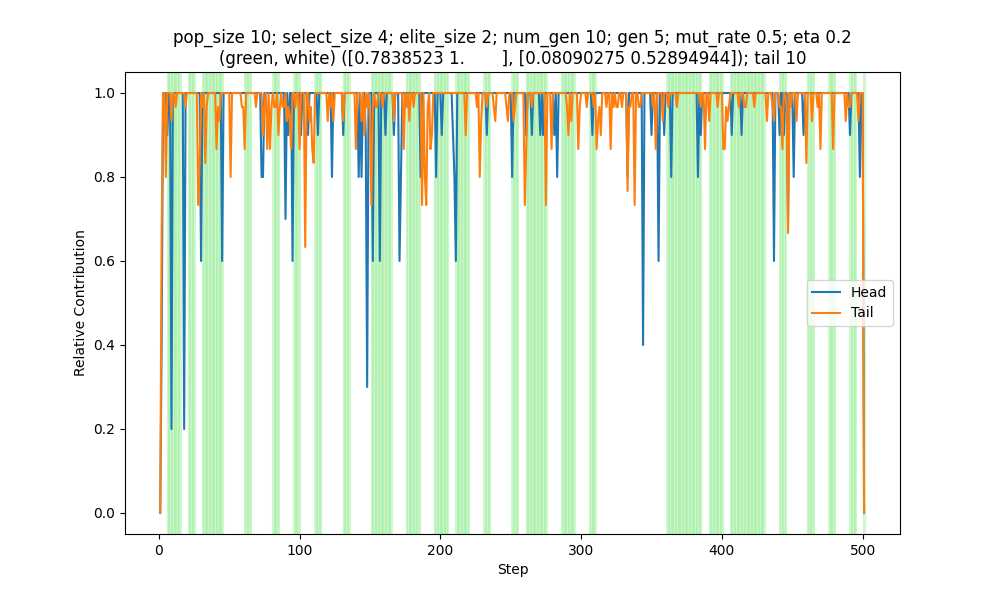 pop_size 10; select_size 4; elite_size 2; num_gen 10; gen 5; mut_rate 0.5; eta 0.2
(green, white) ([0.7838523 1.        ], [0.08090275 0.52894944]); tail 10
1.0
0.8
0.6
0.4
0.2
0.0
Relative Contribution
Head
Tail
0
100
200
300
400
500
Step